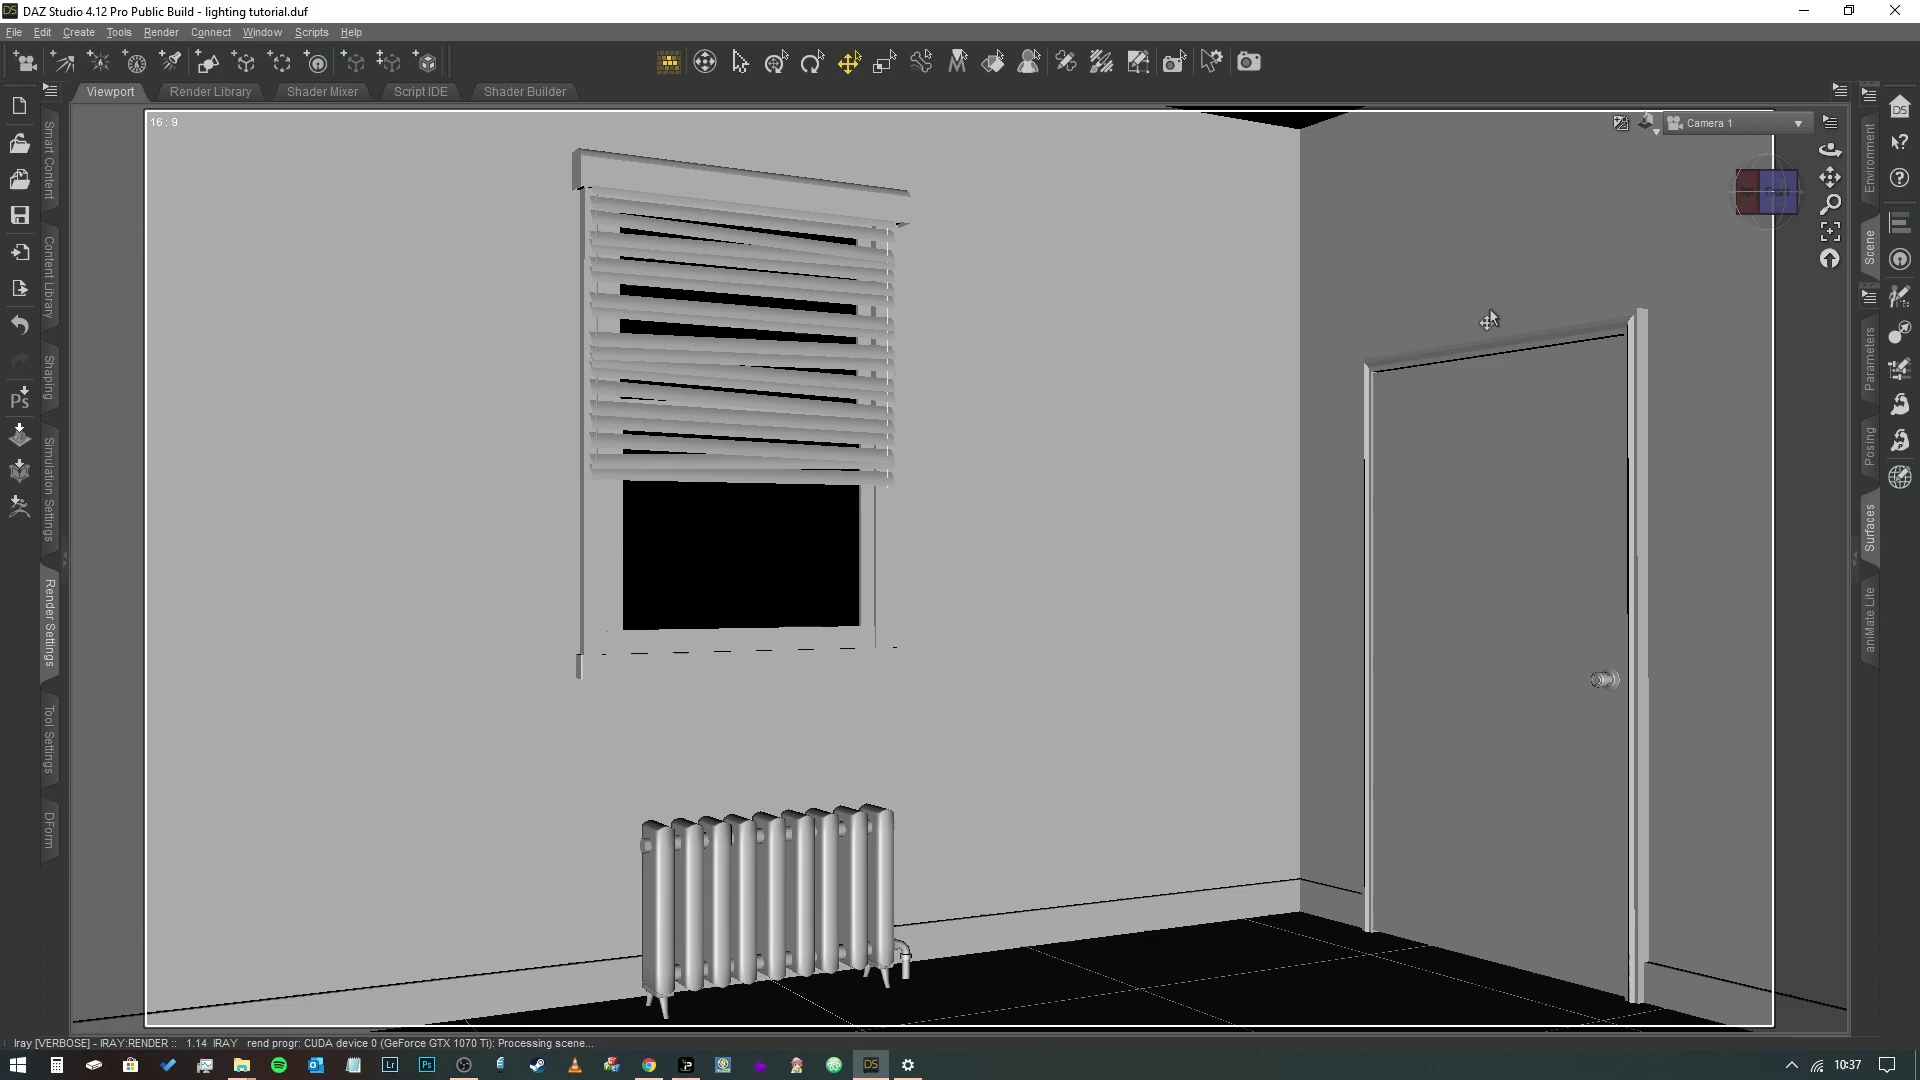 DAZ Studio 4.12 Pro Public Build - lighting tutorial.duf
File Edit Create Tools Render Connect Window Scripts Help
Viewport Render Library Shader Mixer Script IDE Shader Builder
16 : 9
Camera 1
Smart Content
Content Library
Shaping
Simulation Settings
Render Settings
Tool Settings
DForm
Environment
Scene
Parameters
Posing
Surfaces
aniMate Lite
Iray [VERBOSE] - IRAY:RENDER :: 1.14 IRAY rend progr: CUDA device 0 (GeForce GTX 1070 Ti): Processing scene...
10:37